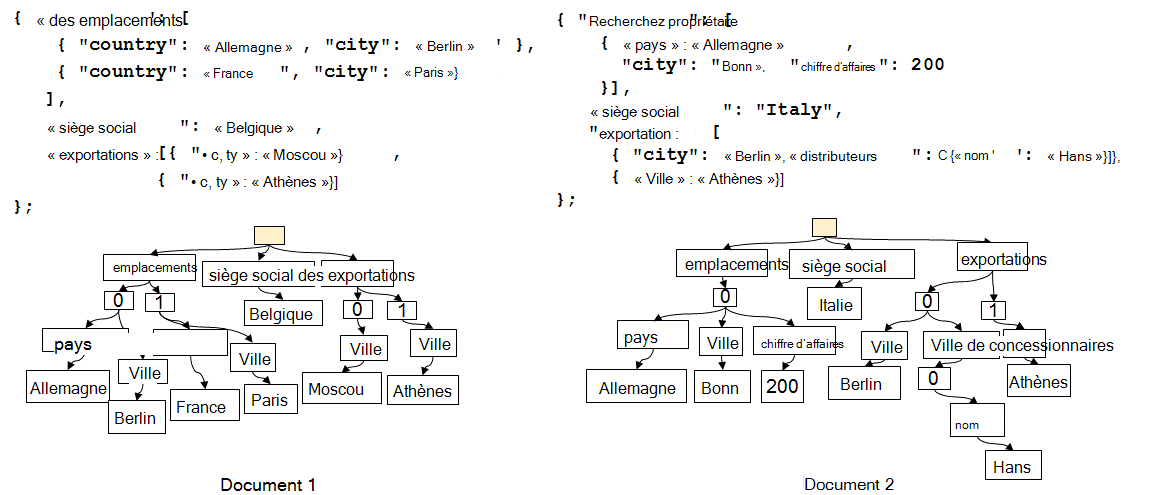 { « des emplacements ": [
{ "country": « Allemagne » , "city": « Berlin » ' },
{ "country": « France ", "city": « Paris »}
],
« siège social ": « Belgique » ,
« exportations » :[{ "• c, ty » : « Moscou »} ,
{ "• c, ty » : « Athènes »}]
};
{ "Recherchez propriétaire ": [
{ « pays » : « Allemagne » ,
"city": "Bonn », "chiffre d'affaires": 200
}],
« siège social ": "Italy",
"exportation : [
{ "city": « Berlin », « distributeurs ": C {« nom ' ': « Hans »}]},
{ « Ville » : « Athènes »}]
};
emplacements siège social des exportations
0 1 Belgique 0 1
pays Ville Ville Ville Ville
Allemagne Berlin France Paris Moscou Athènes
Document 1
emplacements siège social exportations
0 Italie 0 1
pays Ville chiffre d'affaires Ville Ville de concessionnaires
Allemagne Bonn 200 Berlin 0 Athènes
nom
Hans
Document 2